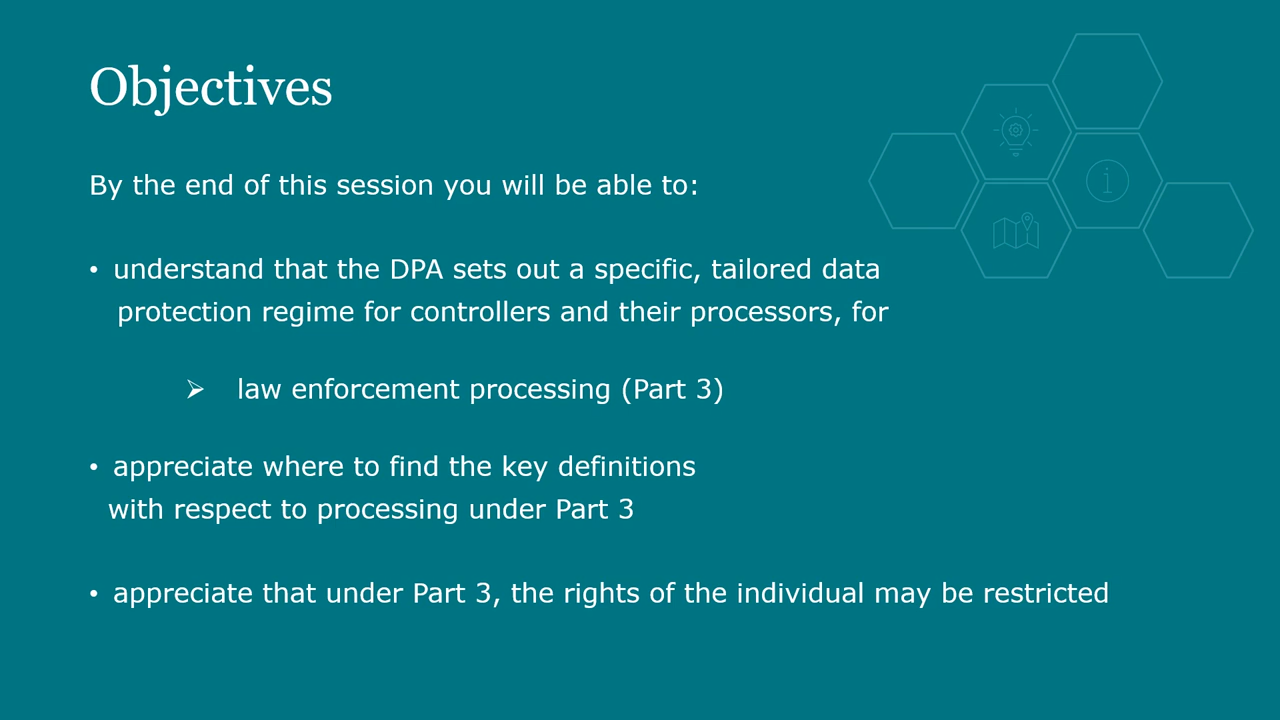 Objectives
By the end of this session you will be able to:
• understand that the DPA sets out a specific, tailored data
protection regime for controllers and their processors, for
➢ law enforcement processing (Part 3)
• appreciate where to find the key definitions
with respect to processing under Part 3
• appreciate that under Part 3, the rights of the individual may be restricted